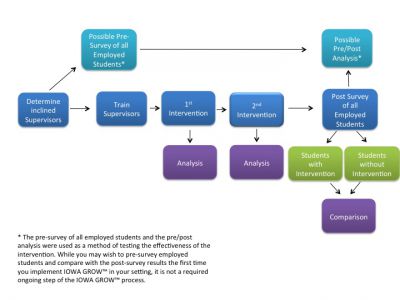 Possible Pre-
Survey of all
Employed
Students*
Possible
Pre/Post
Analysis*
Determine
inclined
Supervisors
Train
Supervisors
1st
Intervention
2nd
Intervention
Post Survey
of all
Employed
Students
Analysis
Analysis
Students
with
Intervention
Students
without
Intervention
Comparison
* The pre-survey of all employed students and the pre/post
analysis were used as a method of testing the effectiveness of the
intervention. While you may wish to pre-survey employed
students and compare with the post-survey results the first time
you implement IOWA GROW™ in your setting, it is not a required
ongoing step of the IOWA GROW™ process.